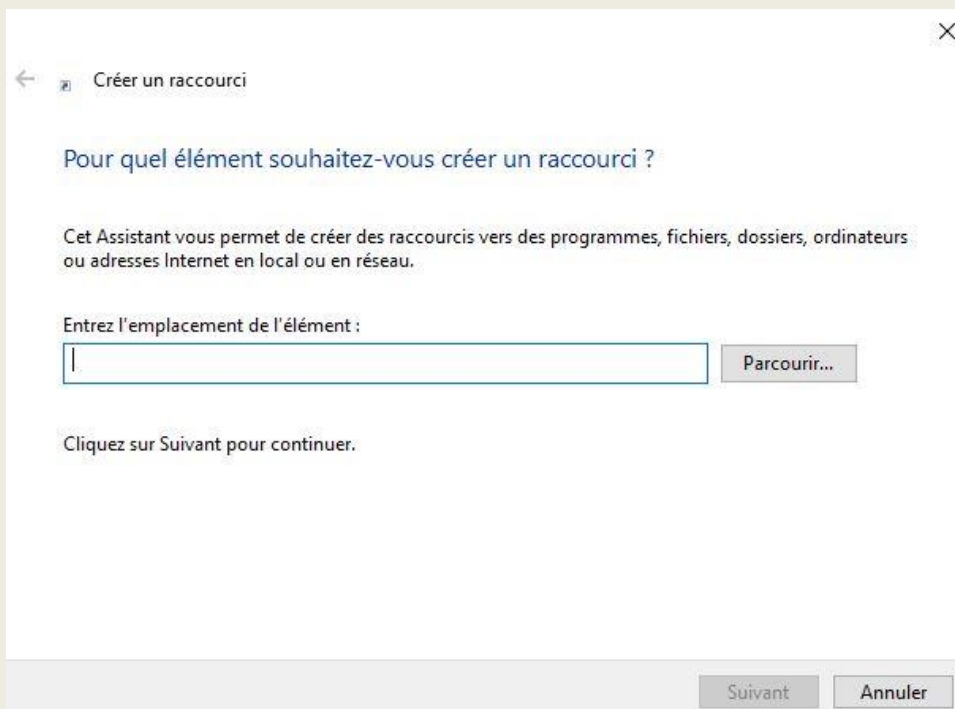 Créer un raccourci
Pour quel élément souhaitez-vous créer un raccourci ?
Cet Assistant vous permet de créer des raccourcis vers des programmes, fichiers, dossiers, ordinateurs
ou adresses Internet en local ou en réseau.
Entrez l'emplacement de l'élément :
Parcourir...
Cliquez sur Suivant pour continuer.
Suivant
Annuler